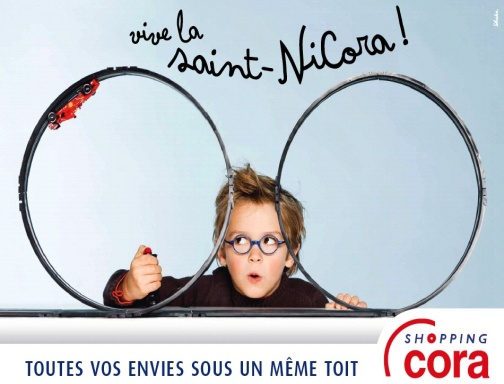 vive la
saint-NiCora!
SHOPPING
cora
TOUTES VOS ENVIES SOUS UN MÊME TOIT